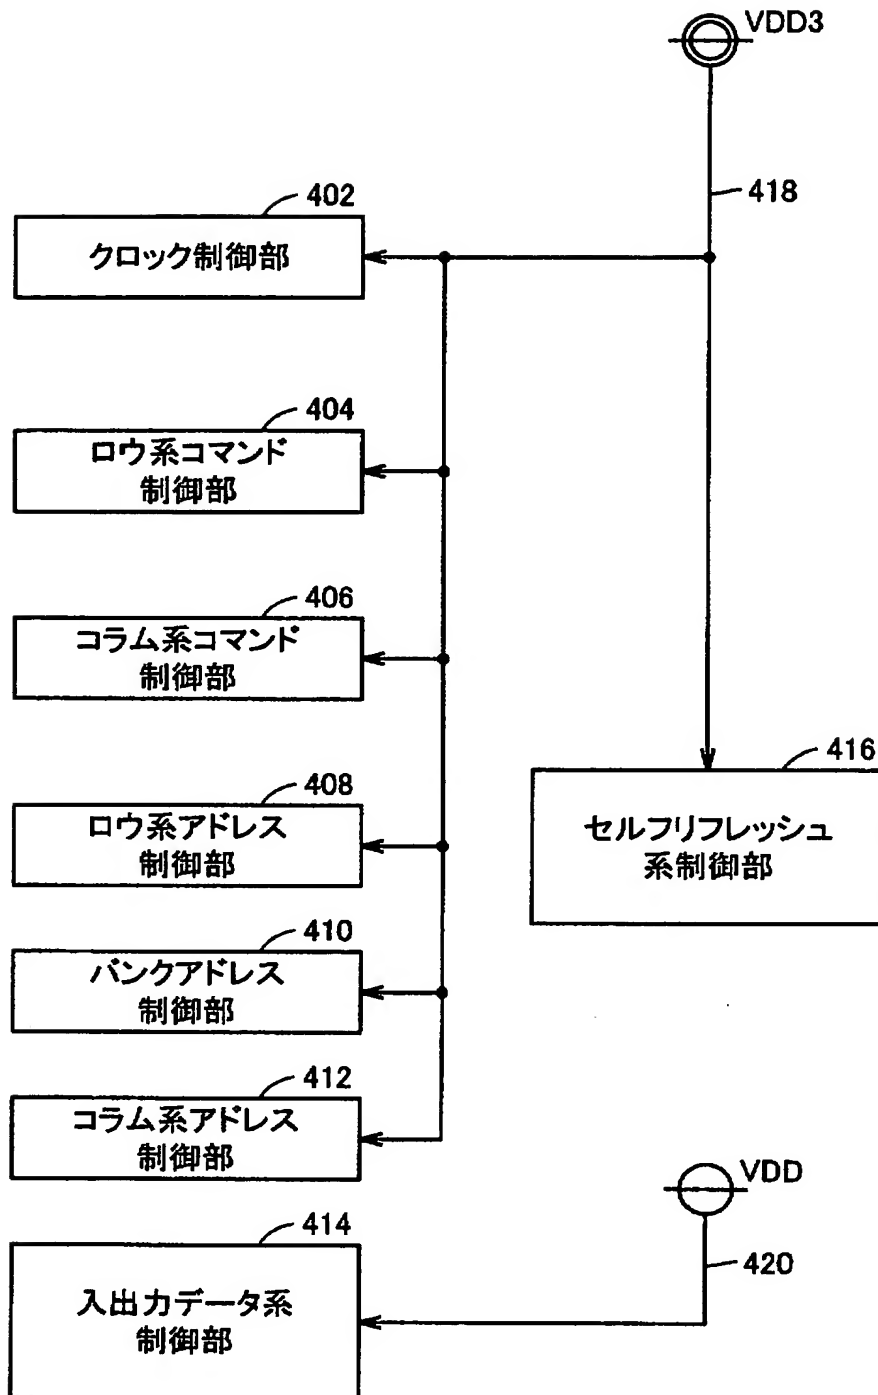 VDD3
418
402
クロック制御部
404
ロウ系コマンド
制御部
406
コラム系コマンド
制御部
416
セルフリフレッシュ
系制御部
408
ロウ系アドレス
制御部
410
バンクアドレス
制御部
412
コラム系アドレス
制御部
VDD
420
414
入出力データ系
制御部